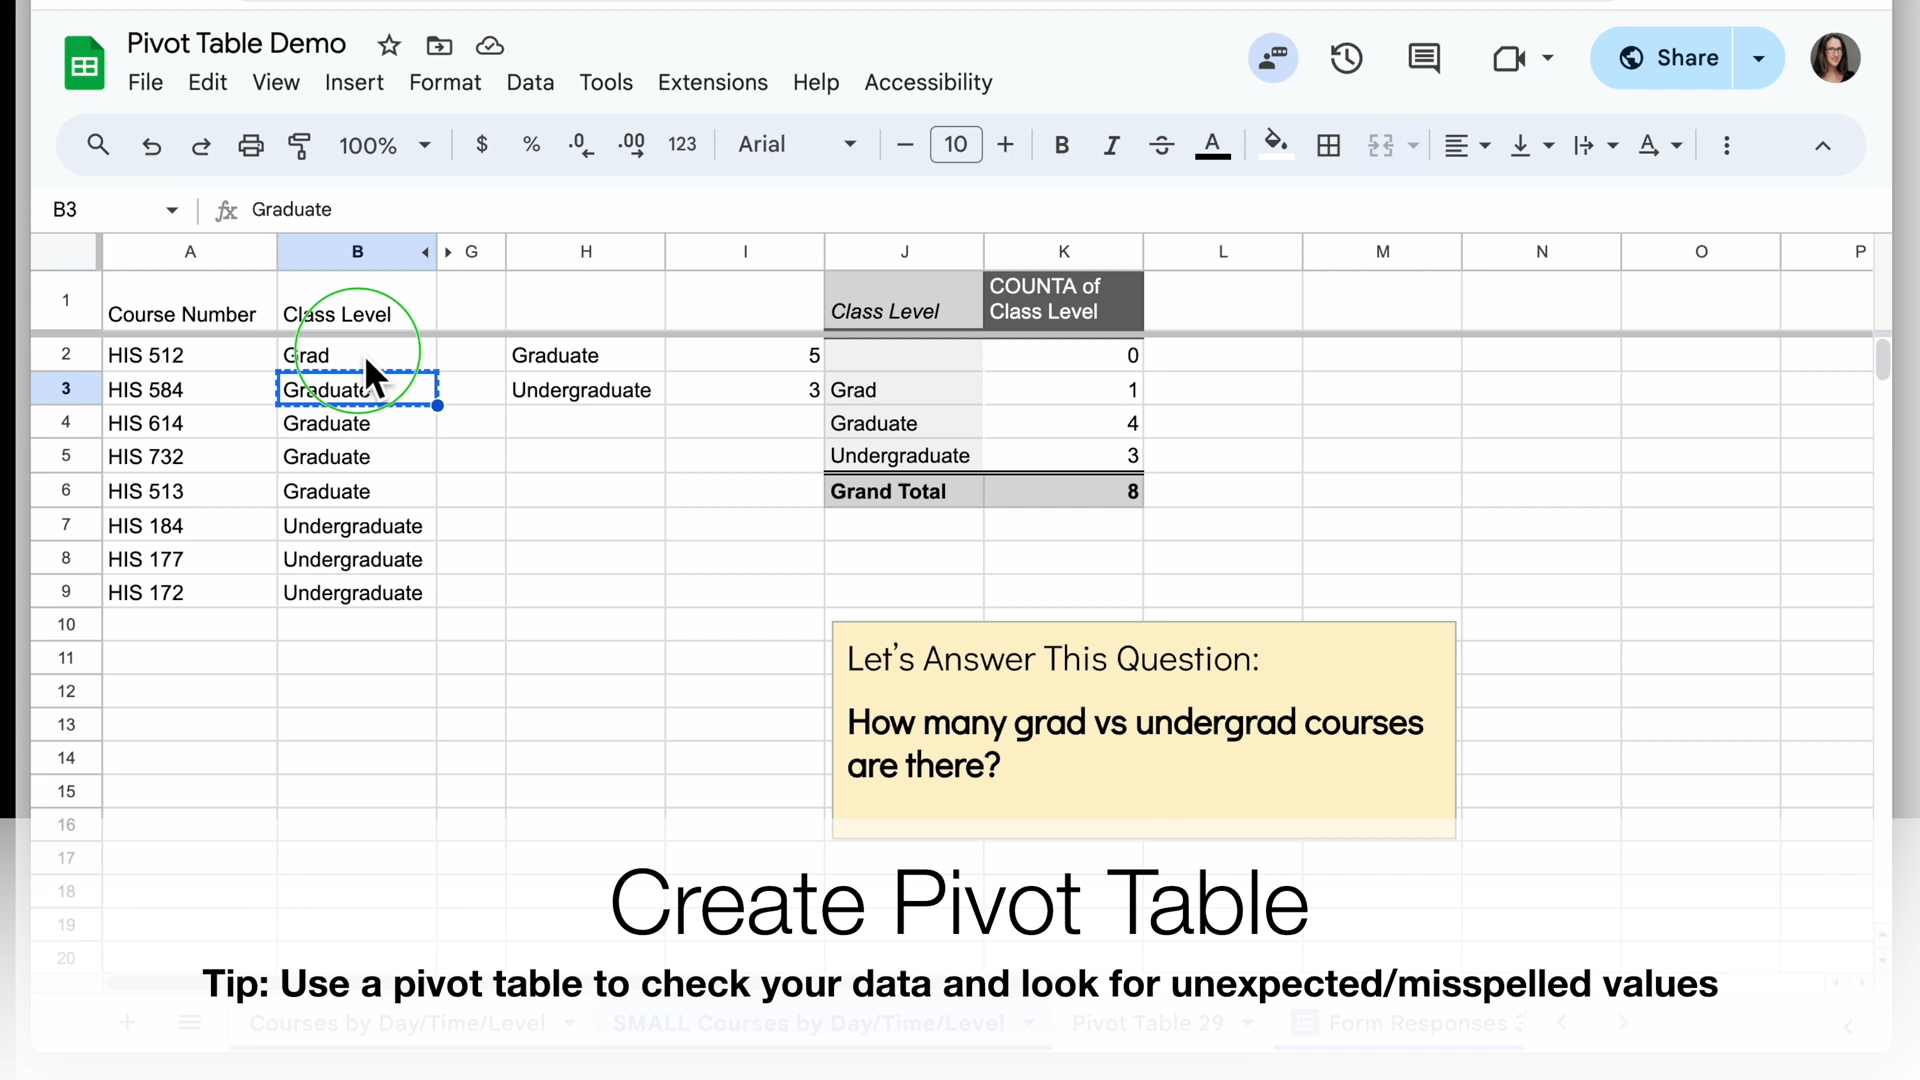 Pivot Table Demo
File Edit View Insert Format Data Tools Extensions Help Accessibility
Share
100% $ % .0 .00 123 Arial 10 B I S A
B3 fx Graduate
A B G H I J K L M N O P
1 Course Number Class Level Class Level COUNTA of Class Level
2 HIS 512 Grad Graduate 5 0
3 HIS 584 Graduate Undergraduate 3 Grad 1
4 HIS 614 Graduate Graduate 4
5 HIS 732 Graduate Undergraduate 3
6 HIS 513 Graduate Grand Total 8
7 HIS 184 Undergraduate
8 HIS 177 Undergraduate
9 HIS 172 Undergraduate
10
11
12
13
14
15
16
17
18
19
20
Let's Answer This Question:
How many grad vs undergrad courses
are there?
Create Pivot Table
Tip: Use a pivot table to check your data and look for unexpected/misspelled values
Courses by Day/Time/Level SMALL Courses by Day/Time/Level Pivot Table 29 Form Responses 3